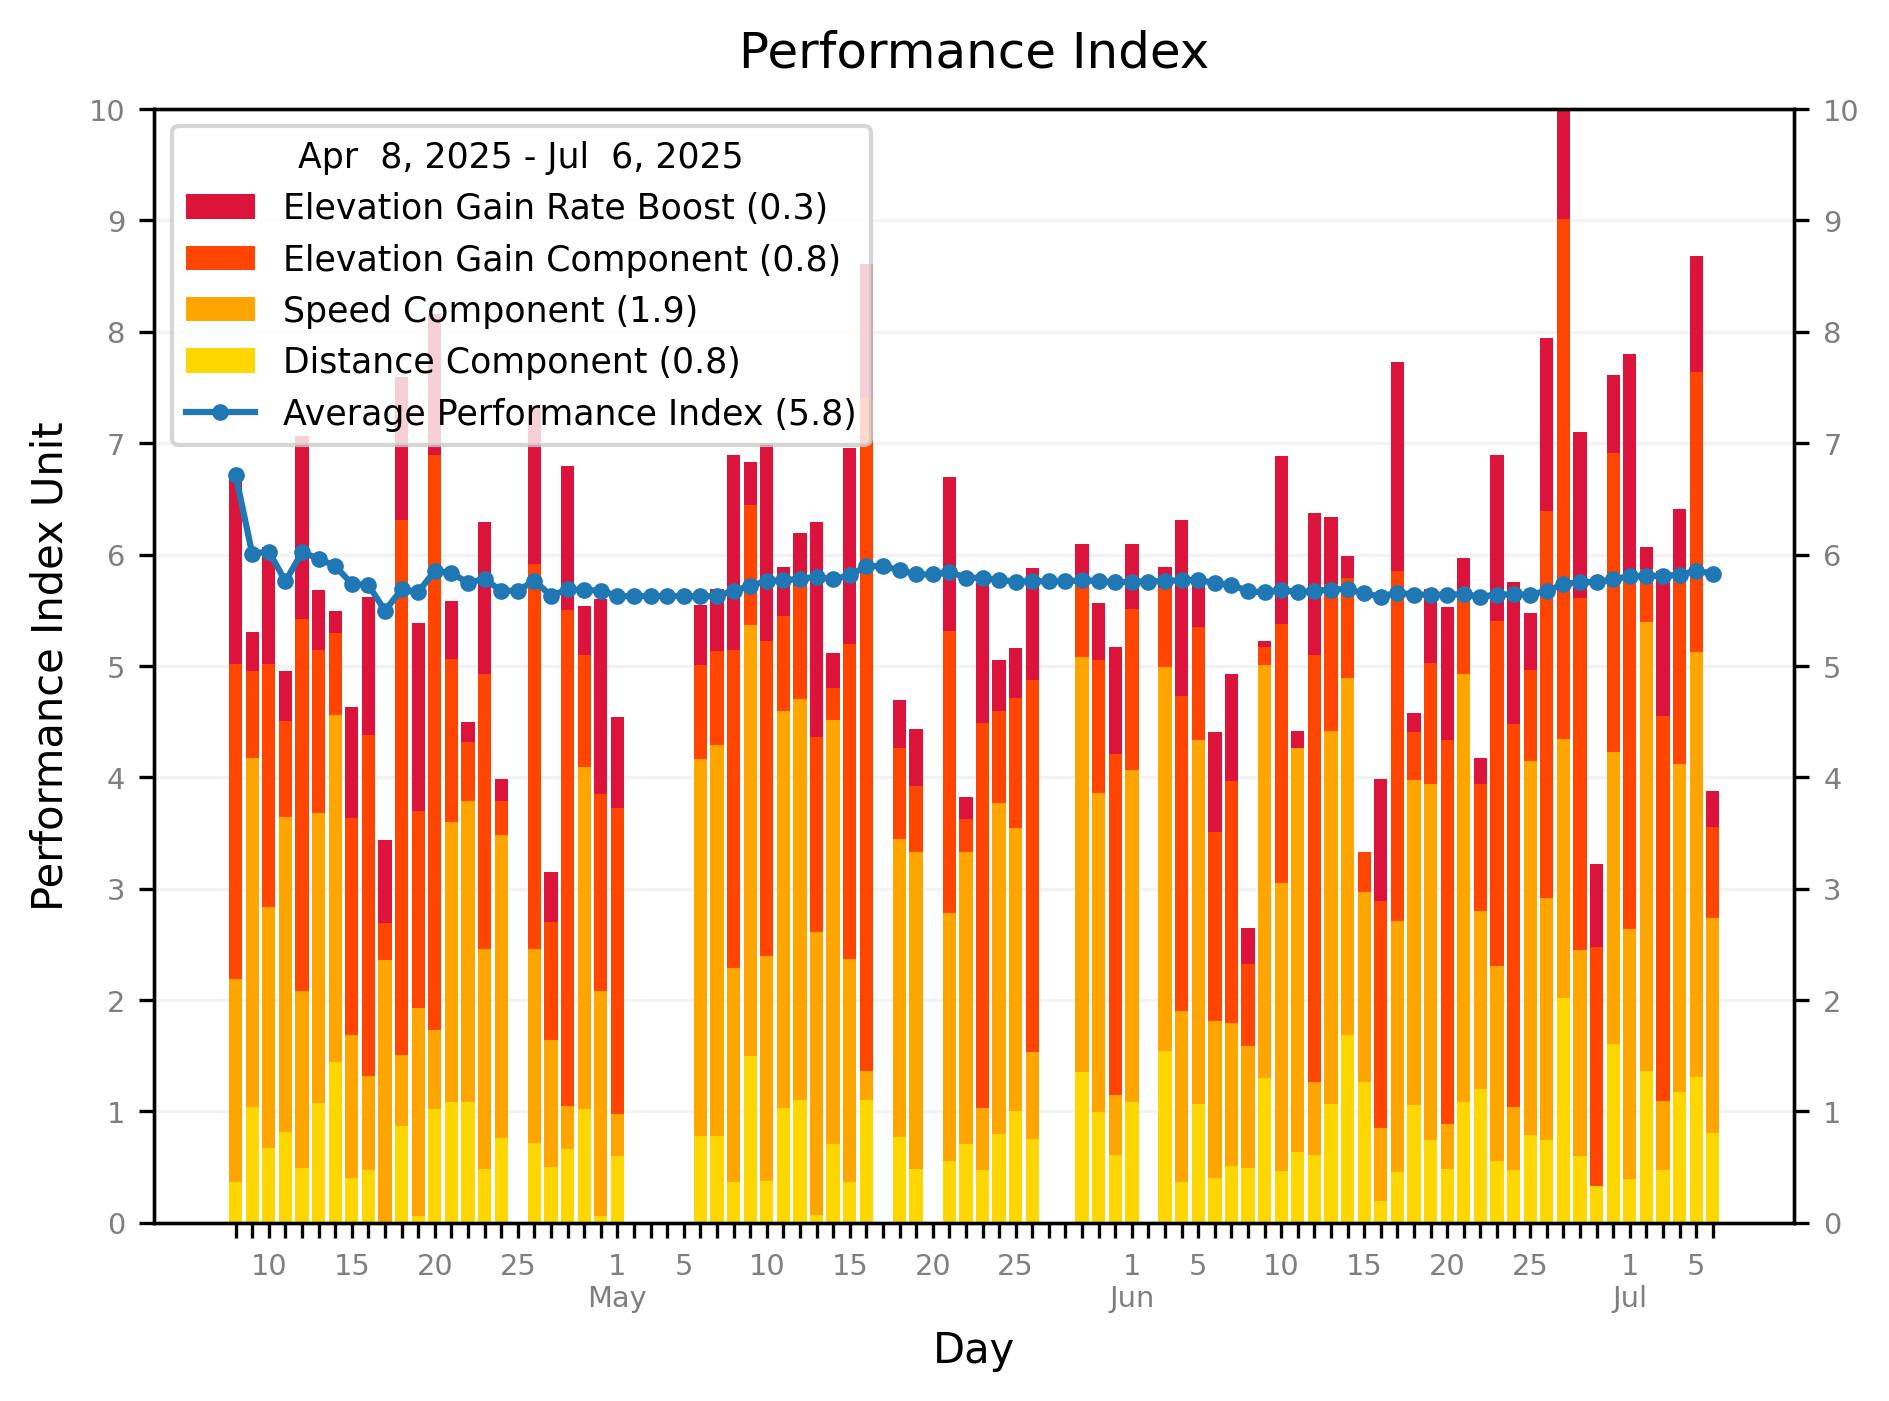 Performance Index
Apr  8, 2025 - Jul  6, 2025
Elevation Gain Rate Boost (0.3)
Elevation Gain Component (0.8)
Speed Component (1.9)
Distance Component (0.8)
Average Performance Index (5.8)
Performance Index Unit
10
9
8
7
6
5
4
3
2
1
0
10
9
8
7
6
5
4
3
2
1
0
10 15 20 25 1 5 10 15 20 25 1 5 10 15 20 25 1 5
May Jun Jul
Day